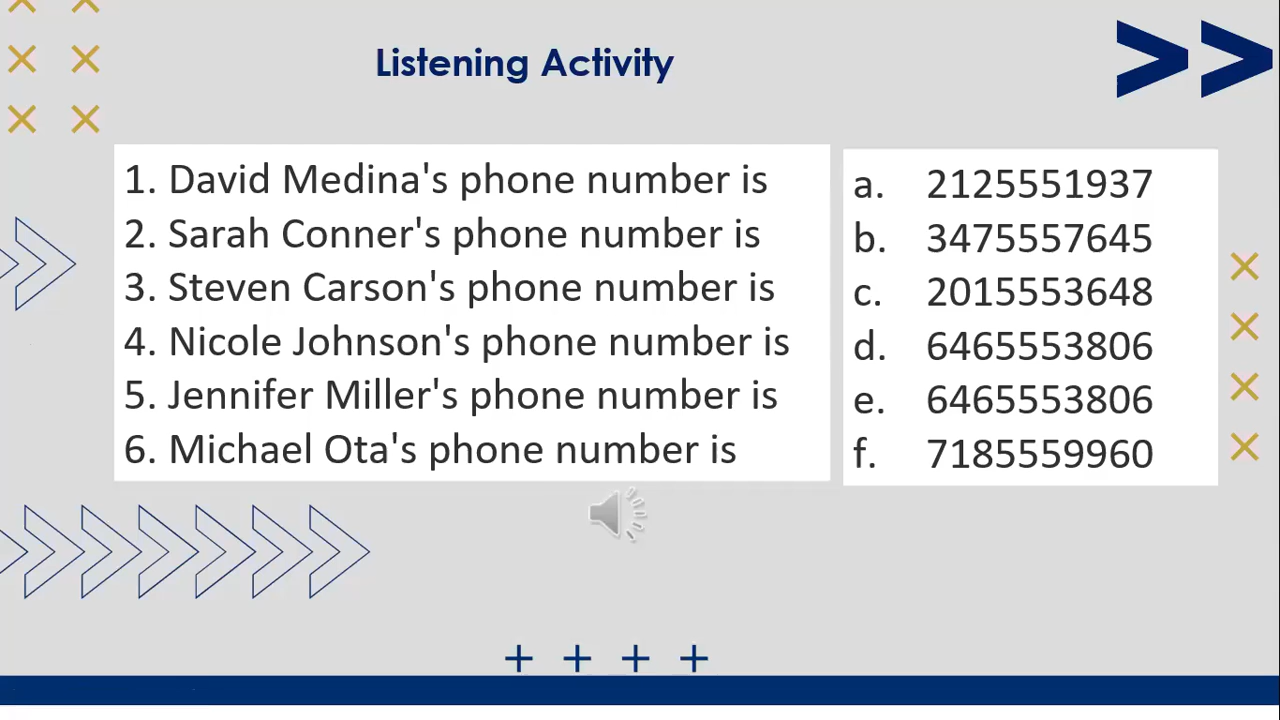 Listening Activity
1. David Medina's phone number is
2. Sarah Conner's phone number is
3. Steven Carson's phone number is
4. Nicole Johnson's phone number is
5. Jennifer Miller's phone number is
6. Michael Ota's phone number is
a. 2125551937
b. 3475557645
c. 2015553648
d. 6465553806
e. 6465553806
f. 7185559960